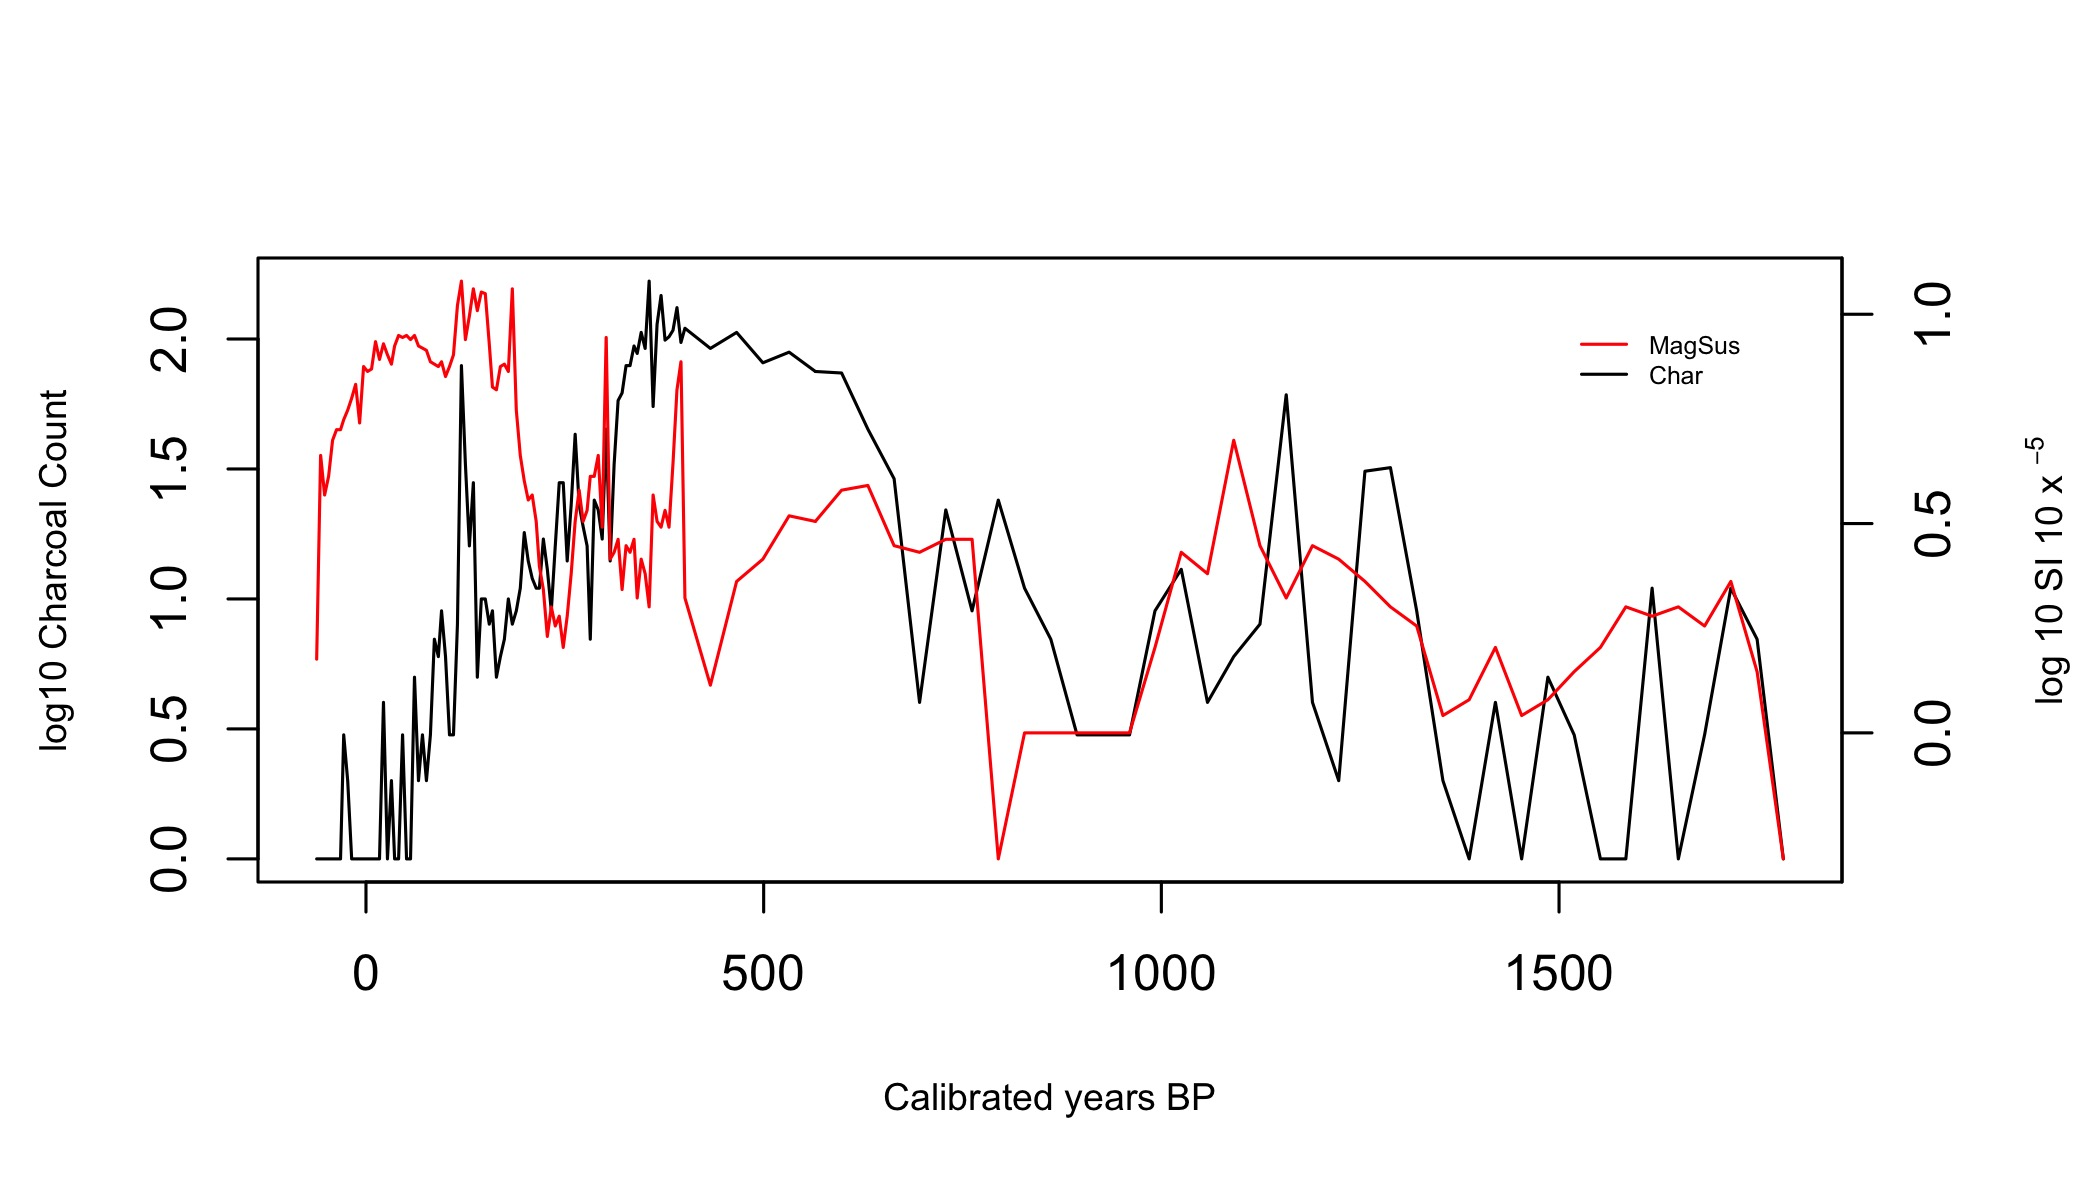 log10 Charcoal Count
0.0 0.5 1.0 1.5 2.0
MagSus
Char
0.0 0.5 1.0
log 10 SI 10 x −5
0 500 1000 1500
Calibrated years BP